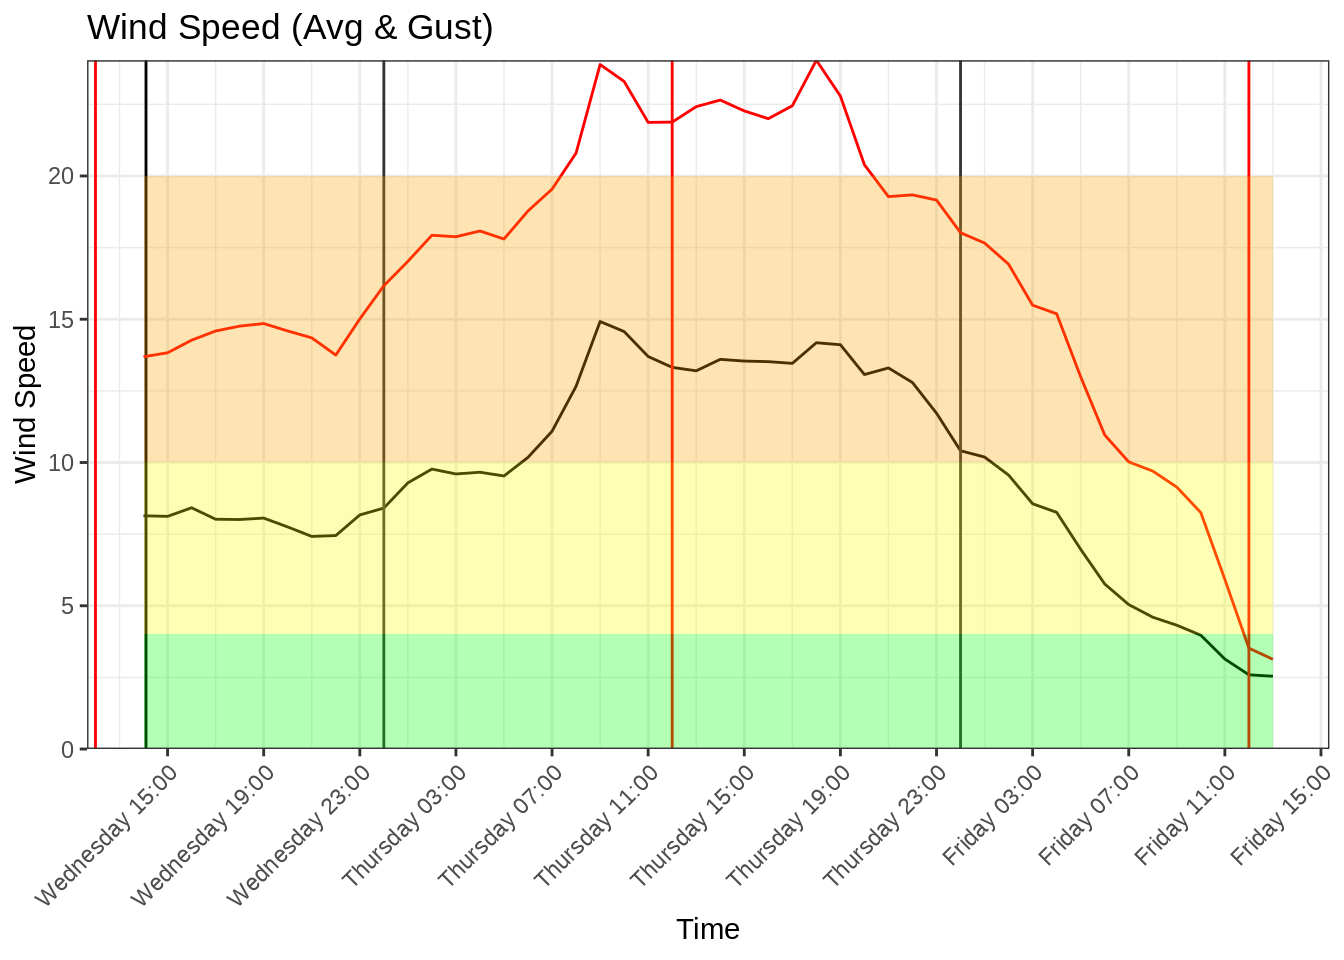 Wind Speed (Avg & Gust)
Wind Speed
20
15
10
5
0
Wednesday 15:00
Wednesday 19:00
Wednesday 23:00
Thursday 03:00
Thursday 07:00
Thursday 11:00
Thursday 15:00
Thursday 19:00
Thursday 23:00
Friday 03:00
Friday 07:00
Friday 11:00
Friday 15:00
Time